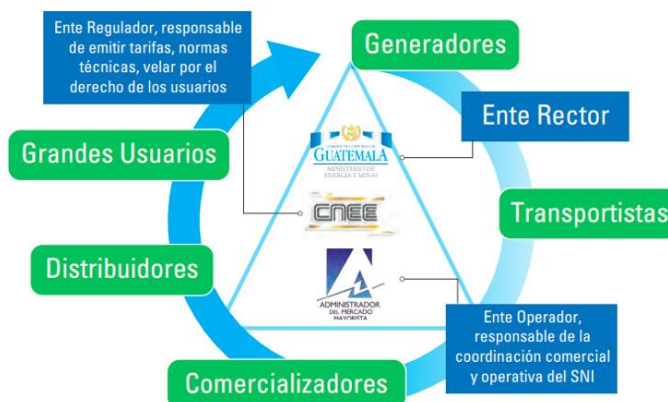 Ente Regulador, responsable
de emitir tarifas, normas
técnicas, velar por el
derecho de los usuarios
Generadores
Ente Rector
Grandes Usuarios
GUATEMALA
MINISTERIO DE
ENERGÍA Y MINAS
CNEE
Transportistas
Distribuidores
ADMINISTRADOR
DEL MERCADO
MAYORISTA
Ente Operador,
responsable de la
coordinación comercial
y operativa del SNI
Comercializadores